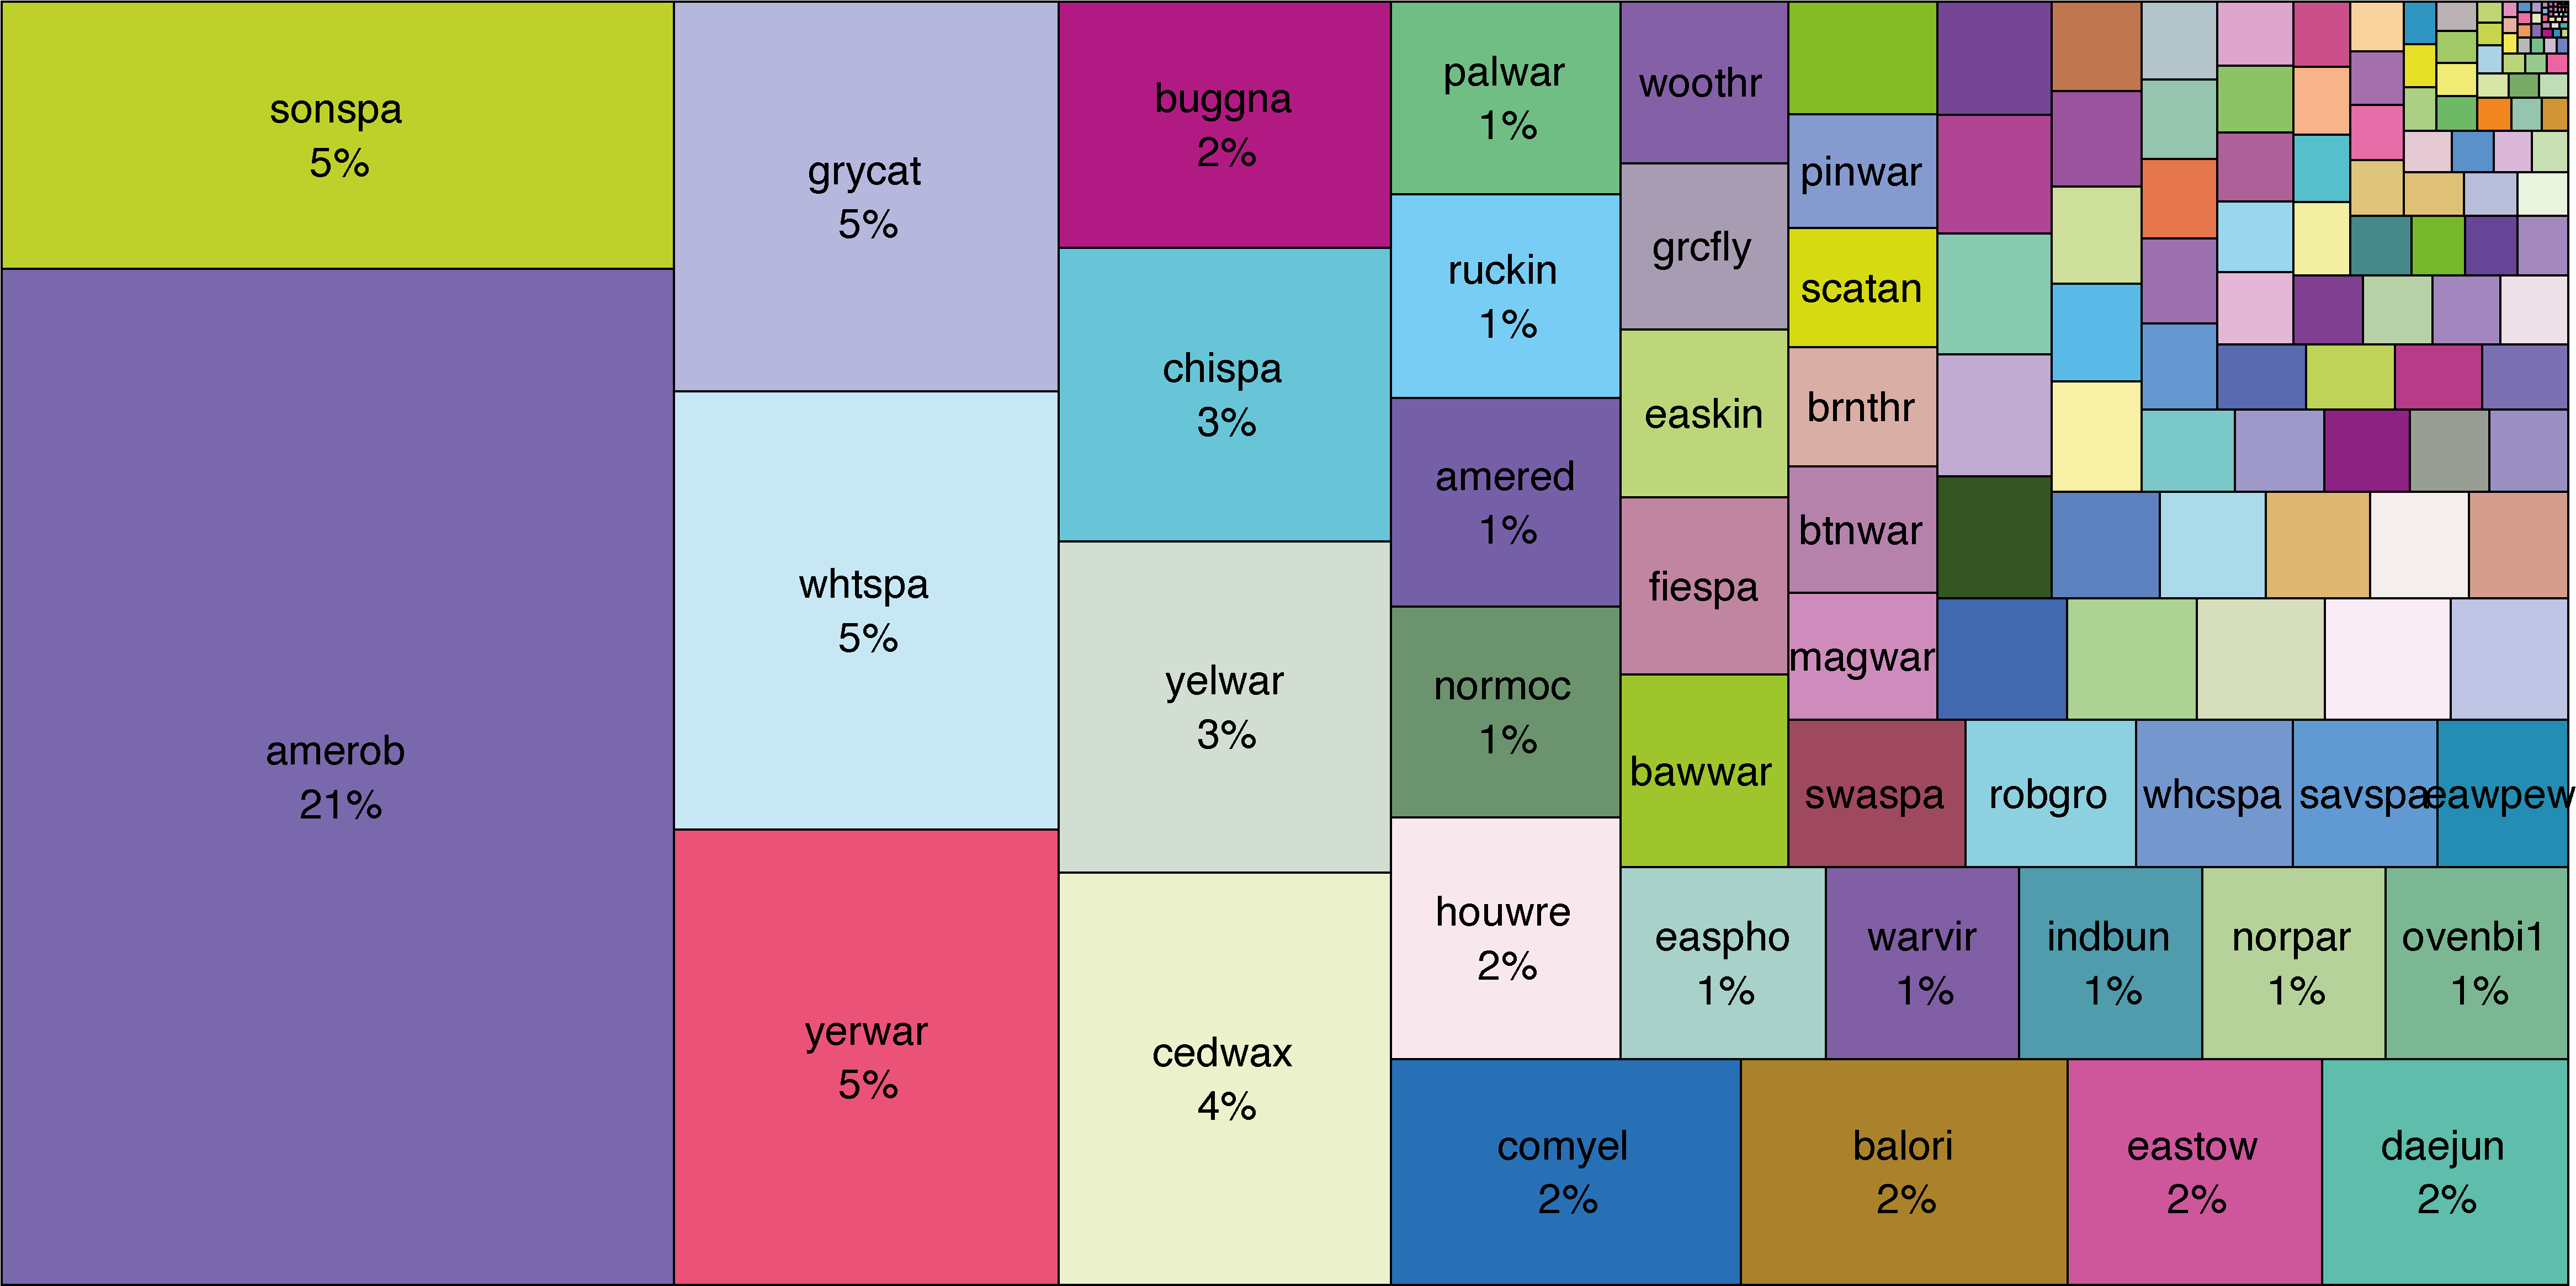 sonspa
5%
amerob
21%
grycat
5%
whtspa
5%
yerwar
5%
buggna
2%
chispa
3%
yelwar
3%
cedwax
4%
palwar
1%
ruckin
1%
amered
1%
normoc
1%
houwre
2%
comyel
2%
balori
2%
eastow
2%
daejun
2%
woothr
grcfly
easkin
fiespa
bawwar
easpho
1%
warvir
1%
indbun
1%
norpar
1%
ovenbi1
1%
pinwar
scatan
brnthr
btnwar
magwar
swaspa
robgro
whcspa
savspa
eawpew